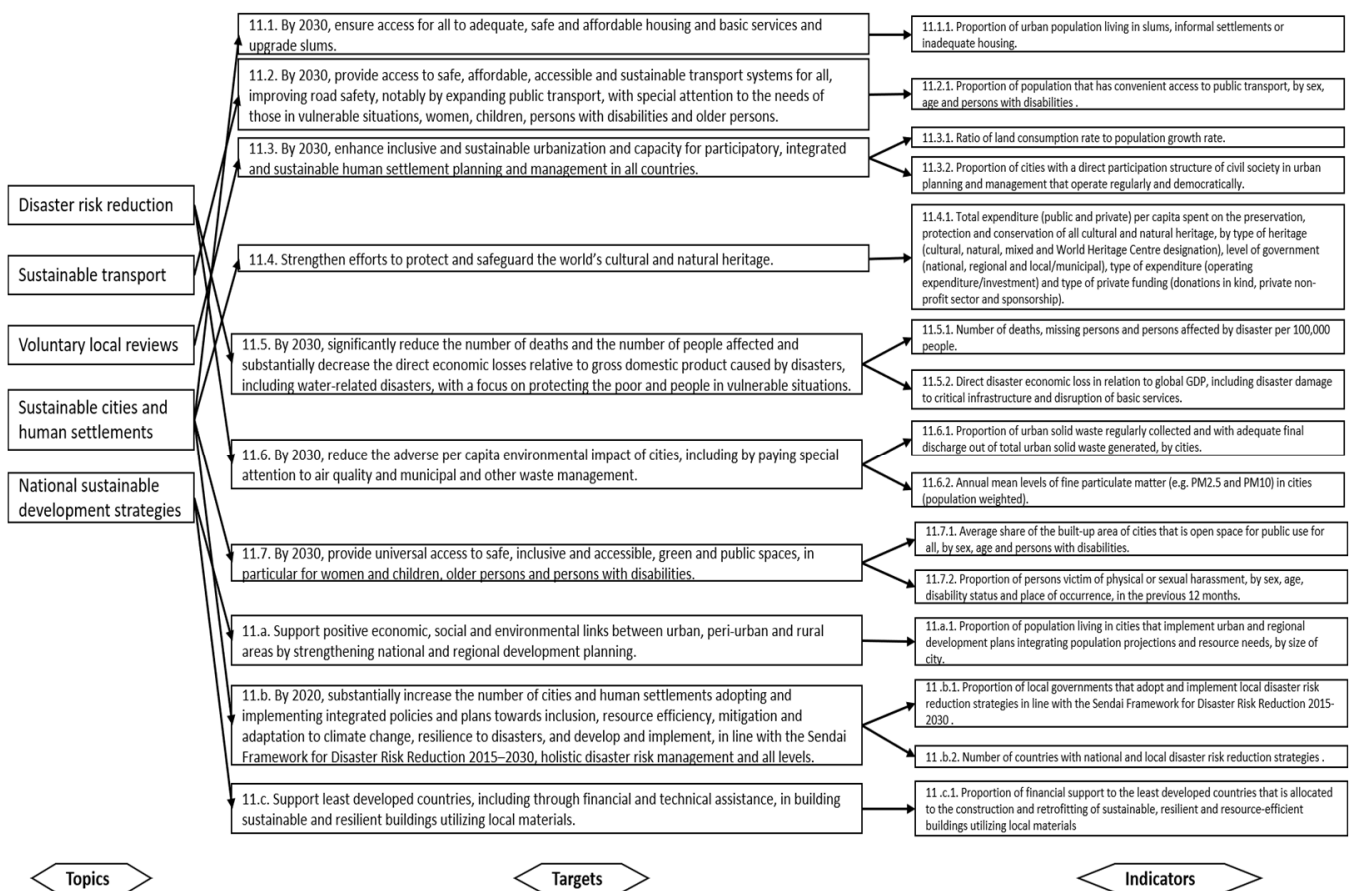 Disaster risk reduction
Sustainable transport
Voluntary local reviews
Sustainable cities and
human settlements
National sustainable
development strategies
11.1. By 2030, ensure access for all to adequate, safe and affordable housing and basic services and
upgrade slums.
11.2. By 2030, provide access to safe, affordable, accessible and sustainable transport systems for all,
improving road safety, notably by expanding public transport, with special attention to the needs of
those in vulnerable situations, women, children, persons with disabilities and older persons.
11.3. By 2030, enhance inclusive and sustainable urbanization and capacity for participatory, integrated
and sustainable human settlement planning and management in all countries.
11.4. Strengthen efforts to protect and safeguard the world's cultural and natural heritage.
11.5. By 2030, significantly reduce the number of deaths and the number of people affected and
substantially decrease the direct economic losses relative to gross domestic product caused by disasters,
including water-related disasters, with a focus on protecting the poor and people in vulnerable situations.
11.6. By 2030, reduce the adverse per capita environmental impact of cities, including by paying special
attention to air quality and municipal and other waste management.
11.7. By 2030, provide universal access to safe, inclusive and accessible, green and public spaces, in
particular for women and children, older persons and persons with disabilities.
11.a. Support positive economic, social and environmental links between urban, peri-urban and rural
areas by strengthening national and regional development planning.
11.b. By 2020, substantially increase the number of cities and human settlements adopting and
implementing integrated policies and plans towards inclusion, resource efficiency, mitigation and
adaptation to climate change, resilience to disasters, and develop and implement, in line with the Sendai
Framework for Disaster Risk Reduction 2015–2030, holistic disaster risk management and all levels.
11.c. Support least developed countries, including through financial and technical assistance, in building
sustainable and resilient buildings utilizing local materials.
11.1.1. Proportion of urban population living in slums, informal settlements or
inadequate housing.
11.2.1. Proportion of population that has convenient access to public transport, by sex,
age and persons with disabilities .
11.3.1. Ratio of land consumption rate to population growth rate.
11.3.2. Proportion of cities with a direct participation structure of civil society in urban
planning and management that operate regularly and democratically.
11.4.1. Total expenditure (public and private) per capita spent on the preservation,
protection and conservation of all cultural and natural heritage, by type of heritage
(cultural, natural, mixed and World Heritage Centre designation), level of government
(national, regional and local/municipal), type of expenditure (operating
expenditure/investment) and type of private funding (donations in kind, private non-
profit sector and sponsorship).
11.5.1. Number of deaths, missing persons and persons affected by disaster per 100,000
people.
11.5.2. Direct disaster economic loss in relation to global GDP, including disaster damage
to critical infrastructure and disruption of basic services.
11.6.1. Proportion of urban solid waste regularly collected and with adequate final
discharge out of total urban solid waste generated, by cities.
11.6.2. Annual mean levels of fine particulate matter (e.g. PM2.5 and PM10) in cities
(population weighted).
11.7.1. Average share of the built-up area of cities that is open space for public use for
all, by sex, age and persons with disabilities.
11.7.2. Proportion of persons victim of physical or sexual harassment, by sex, age,
disability status and place of occurrence, in the previous 12 months.
11.a.1. Proportion of population living in cities that implement urban and regional
development plans integrating population projections and resource needs, by size of
city.
11 .b.1. Proportion of local governments that adopt and implement local disaster risk
reduction strategies in line with the Sendai Framework for Disaster Risk Reduction 2015-
2030 .
11 .b.2. Number of countries with national and local disaster risk reduction strategies .
11 .c.1. Proportion of financial support to the least developed countries that is allocated
to the construction and retrofitting of sustainable, resilient and resource-efficient
buildings utilizing local materials
Topics
Targets
Indicators